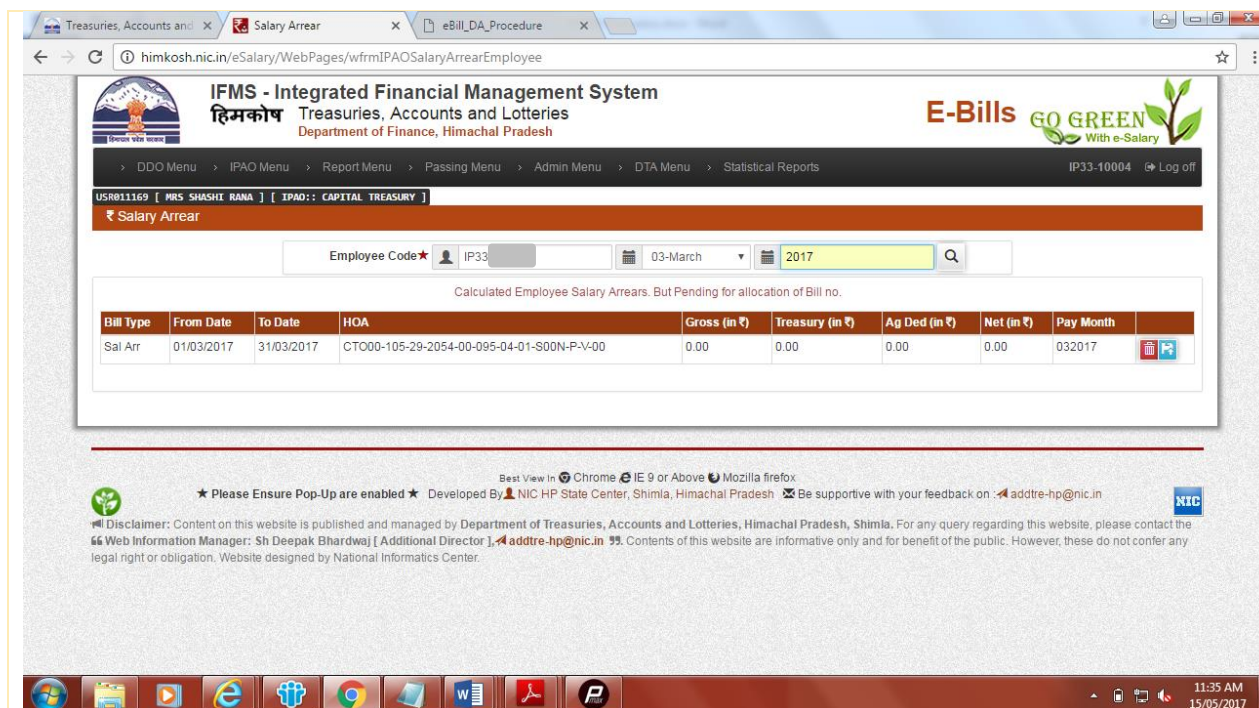 Treasuries, Accounts and
Salary Arrear
eBill_DA_Procedure
himkosh.nic.in/eSalary/WebPages/wfrmIPAOSalaryArrearEmployee
IFMS - Integrated Financial Management System
हिमकोष Treasuries, Accounts and Lotteries
Department of Finance, Himachal Pradesh
E-Bills GO GREEN
With e-Salary
> DDO Menu > IPAO Menu > Report Menu > Passing Menu > Admin Menu > DTA Menu > Statistical Reports IP33-10004 Log off
USR011169 [ MRS SHASHI RANA ] [ IPAO:: CAPITAL TREASURY ]
₹ Salary Arrear
Employee Code★ IP33 03-March 2017
Calculated Employee Salary Arrears. But Pending for allocation of Bill no.
Bill Type From Date To Date HOA Gross (in ₹) Treasury (in ₹) Ag Ded (in ₹) Net (in ₹) Pay Month
Sal Arr 01/03/2017 31/03/2017 CTO00-105-29-2054-00-095-04-01-S00N-P-V-00 0.00 0.00 0.00 0.00 032017
Best View In Chrome IE 9 or Above Mozilla firefox
★ Please Ensure Pop-Up are enabled ★ Developed By NIC HP State Center, Shimla, Himachal Pradesh Be supportive with your feedback on : addtre-hp@nic.in
NIC
Disclaimer: Content on this website is published and managed by Department of Treasuries, Accounts and Lotteries, Himachal Pradesh, Shimla. For any query regarding this website, please contact the
Web Information Manager: Sh Deepak Bhardwaj [ Additional Director ], addtre-hp@nic.in . Contents of this website are informative only and for benefit of the public. However, these do not confer any
legal right or obligation. Website designed by National Informatics Center.
11:35 AM
15/05/2017